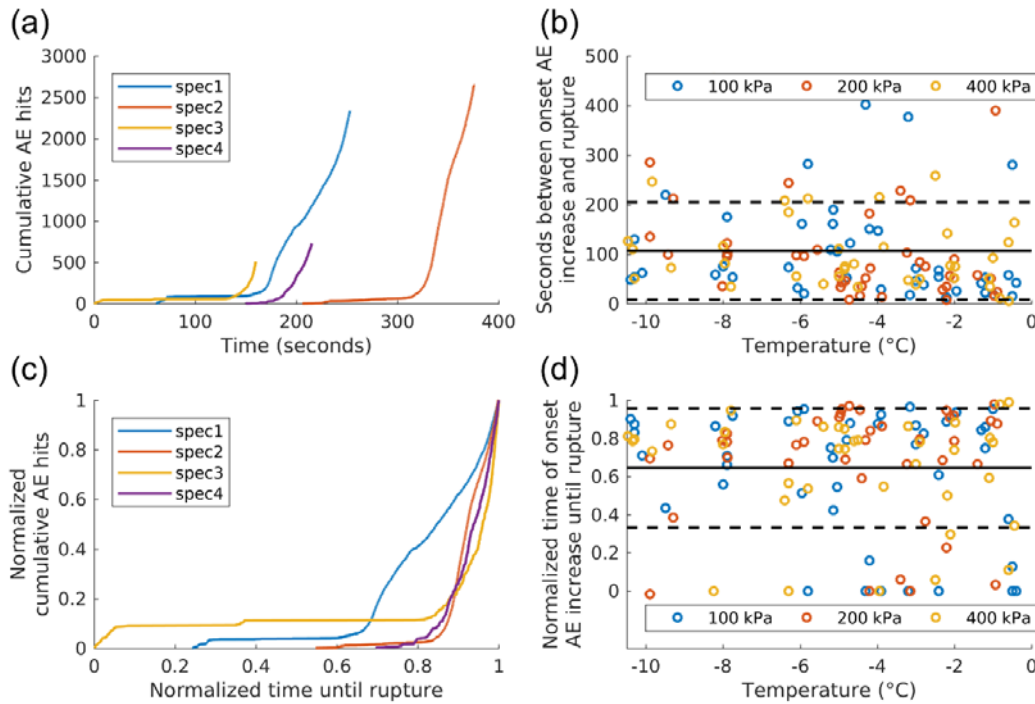 (a)
3000
2500
2000
1500
1000
500
0
Cumulative AE hits
spec1
spec2
spec3
spec4
0 100 200 300 400
Time (seconds)
(b)
500
400
300
200
100
0
Seconds between onset AE
increase and rupture
100 kPa 200 kPa 400 kPa
-10 -8 -6 -4 -2 0
Temperature (°C)
(c)
1
0.8
0.6
0.4
0.2
0
Normalized
cumulative AE hits
spec1
spec2
spec3
spec4
0 0.2 0.4 0.6 0.8 1
Normalized time until rupture
(d)
1
0.8
0.6
0.4
0.2
0
Normalized time of onset
AE increase until rupture
100 kPa 200 kPa 400 kPa
-10 -8 -6 -4 -2 0
Temperature (°C)